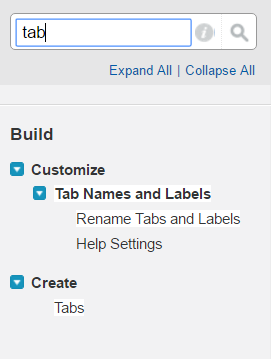 tab
Expand All | Collapse All
Build
Customize
Tab Names and Labels
Rename Tabs and Labels
Help Settings
Create
Tabs